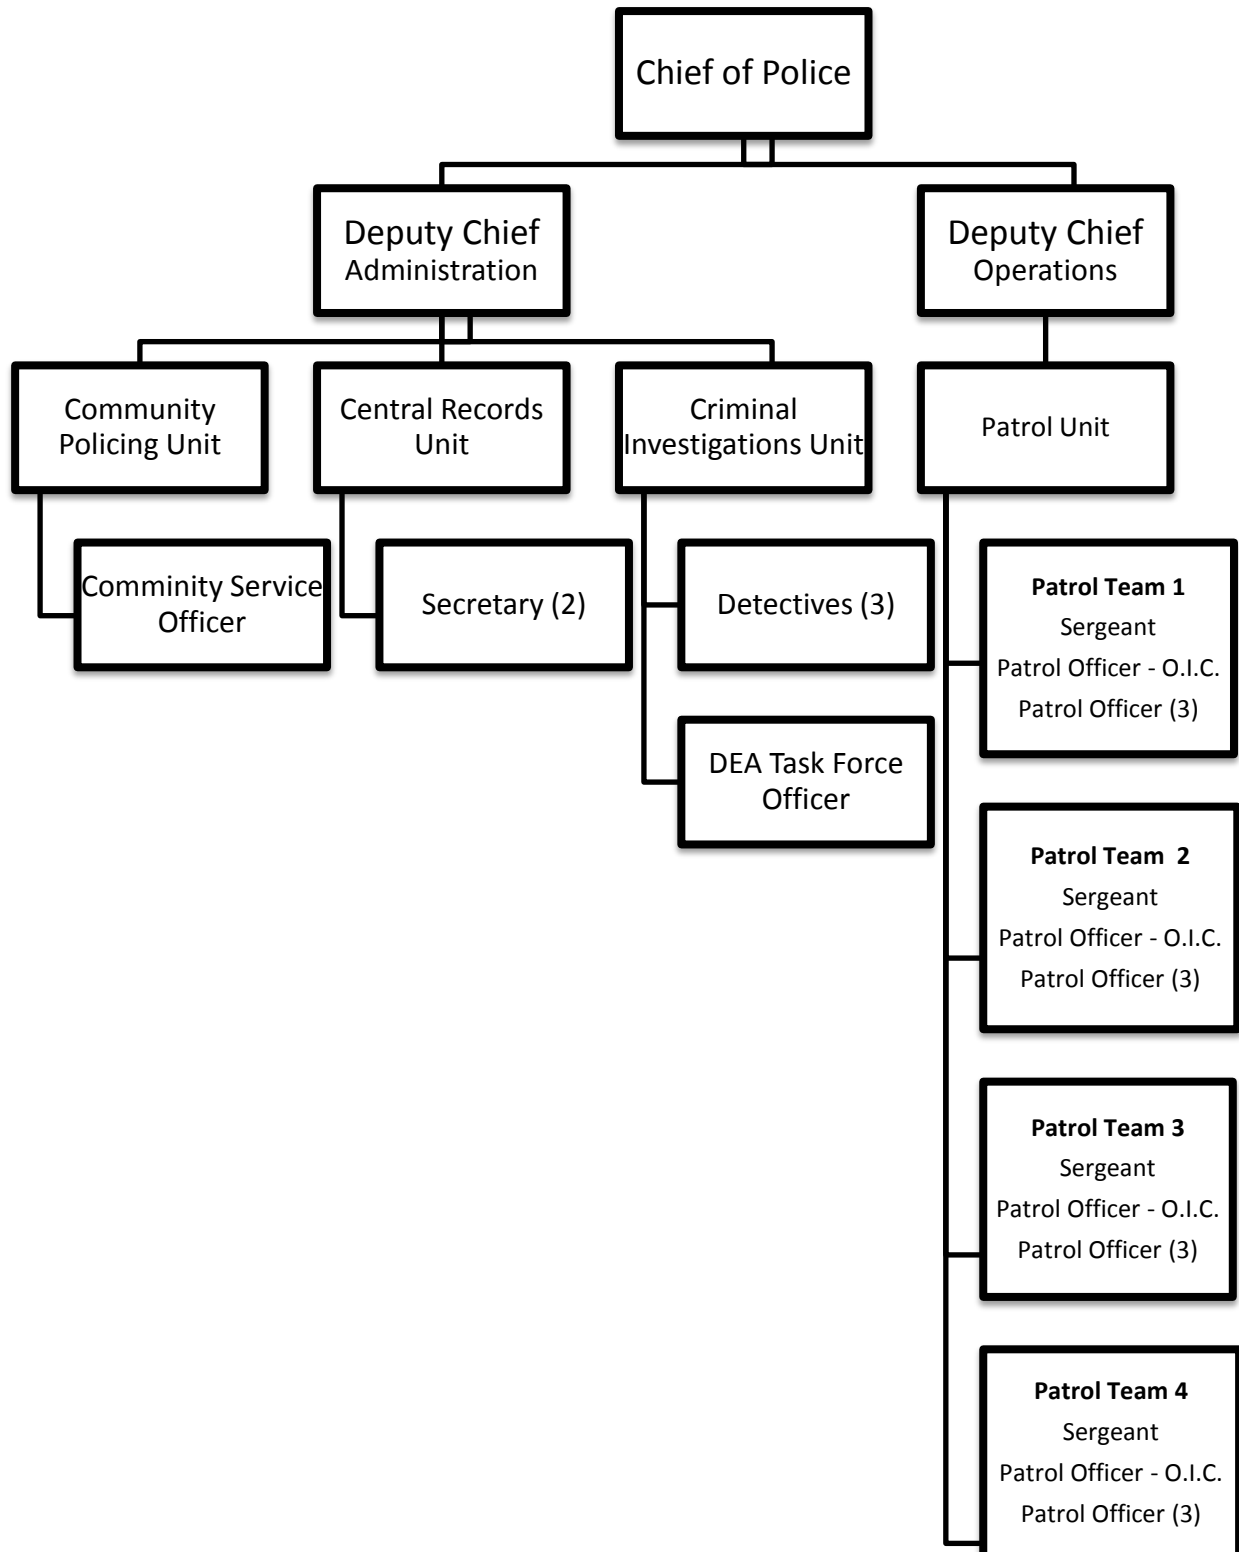 Chief of Police
Deputy Chief
Administration
Deputy Chief
Operations
Community
Policing Unit
Central Records
Unit
Criminal
Investigations Unit
Patrol Unit
Comminity Service
Officer
Secretary (2)
Detectives (3)
DEA Task Force
Officer
Patrol Team 1
Sergeant
Patrol Officer - O.I.C.
Patrol Officer (3)
Patrol Team  2
Sergeant
Patrol Officer - O.I.C.
Patrol Officer (3)
Patrol Team 3
Sergeant
Patrol Officer - O.I.C.
Patrol Officer (3)
Patrol Team 4
Sergeant
Patrol Officer - O.I.C.
Patrol Officer (3)